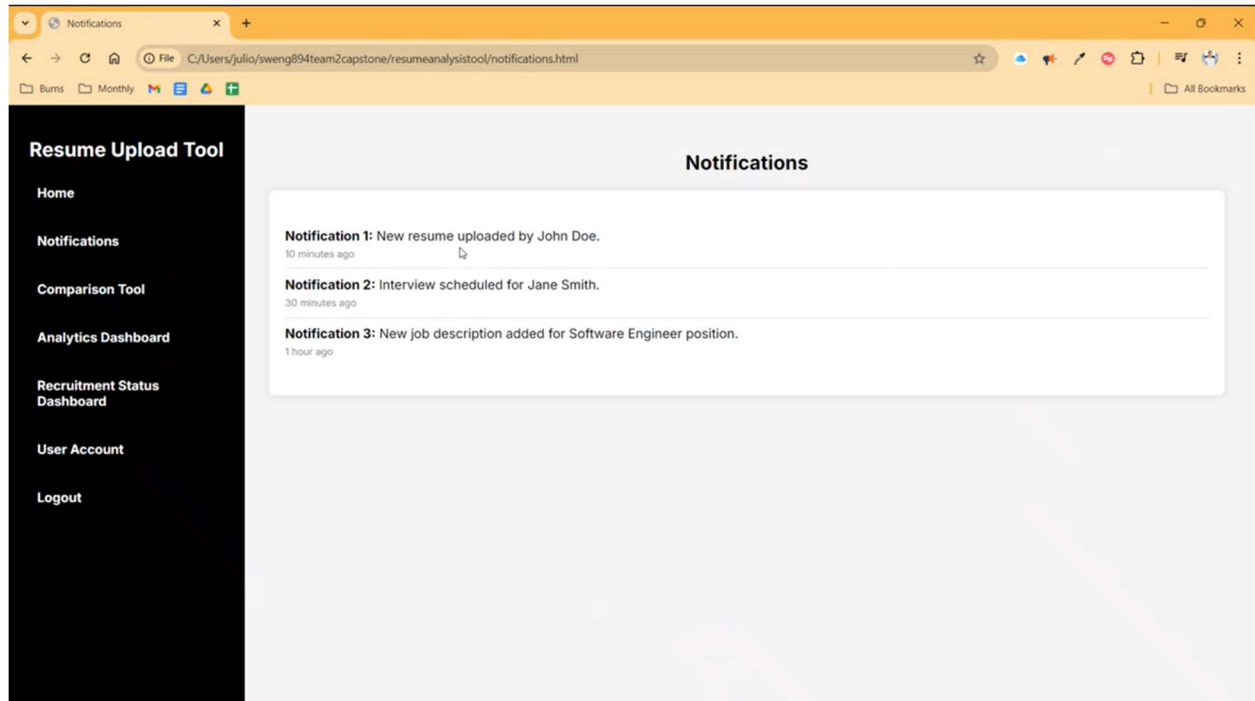 Notifications
File C:/Users/julio/sweng894team2capstone/resumeanalysistool/notifications.html
Burns Monthly All Bookmarks
Resume Upload Tool
Home
Notifications
Comparison Tool
Analytics Dashboard
Recruitment Status
Dashboard
User Account
Logout
Notifications
Notification 1: New resume uploaded by John Doe.
10 minutes ago
Notification 2: Interview scheduled for Jane Smith.
30 minutes ago
Notification 3: New job description added for Software Engineer position.
1 hour ago